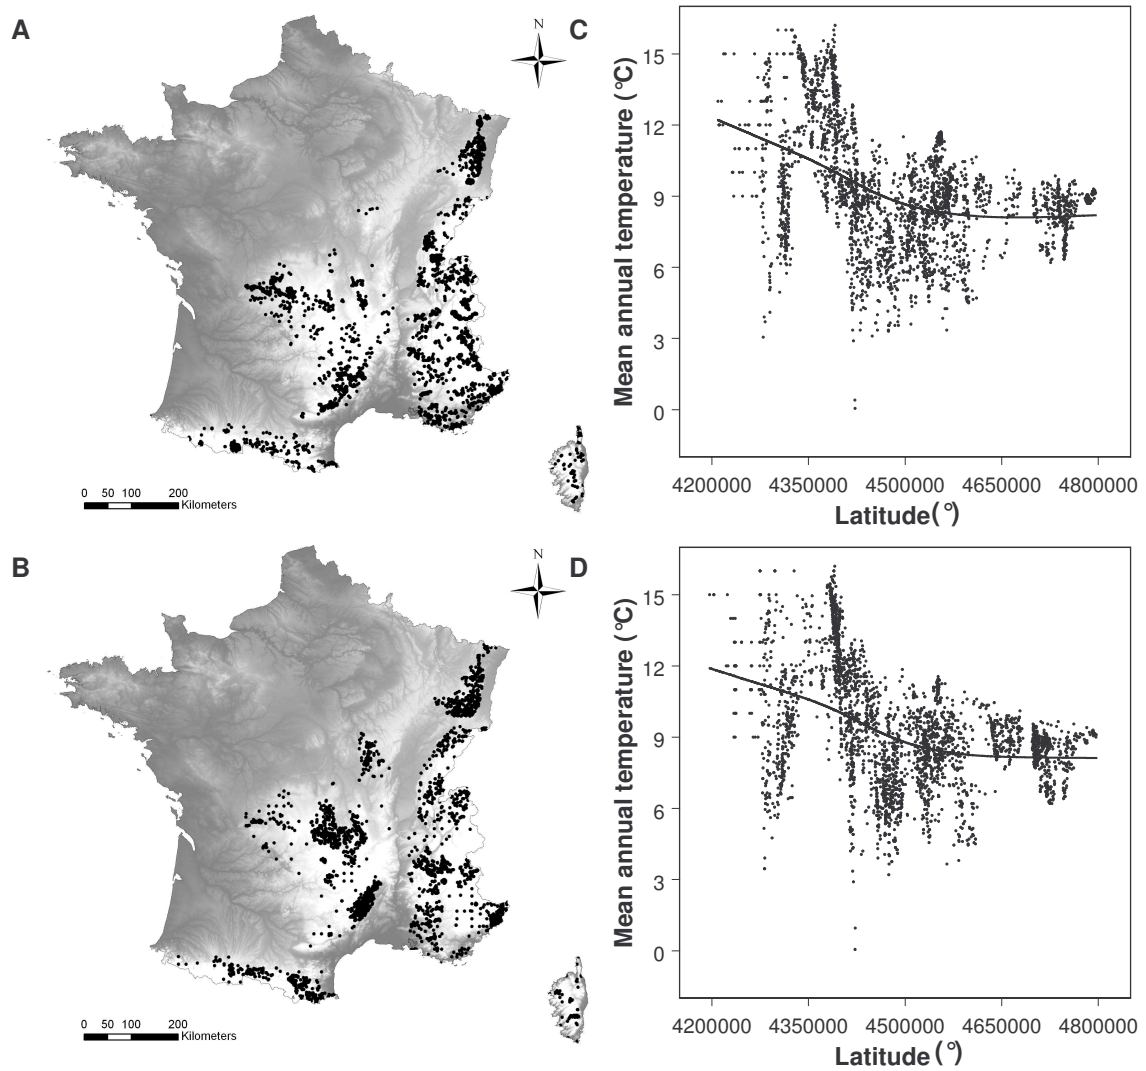 A
N
0 50 100 200
Kilometers
C
15
12
9
6
3
0
Mean annual temperature (°C)
4200000 4350000 4500000 4650000 4800000
Latitude(°)
B
N
0 50 100 200
Kilometers
D
15
12
9
6
3
0
Mean annual temperature (°C)
4200000 4350000 4500000 4650000 4800000
Latitude (°)